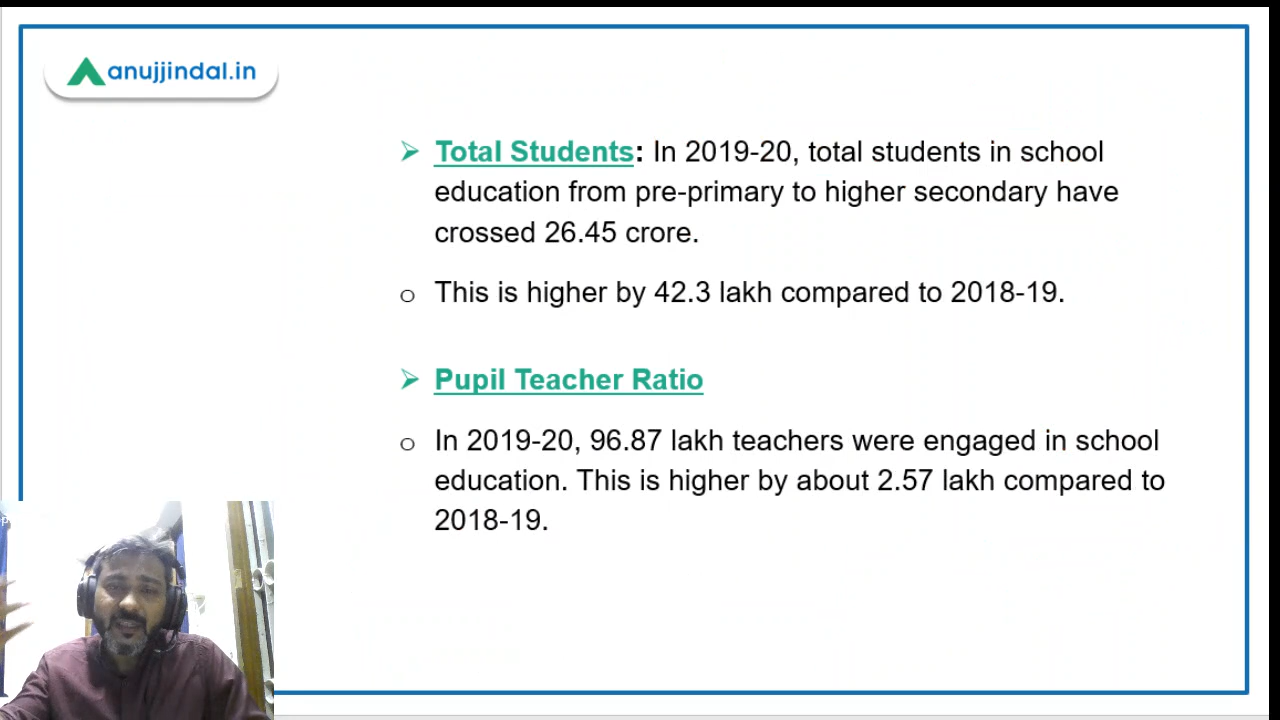 anujjindal.in
➢ Total Students: In 2019-20, total students in school
education from pre-primary to higher secondary have
crossed 26.45 crore.
o This is higher by 42.3 lakh compared to 2018-19.
➢ Pupil Teacher Ratio
o In 2019-20, 96.87 lakh teachers were engaged in school
education. This is higher by about 2.57 lakh compared to
2018-19.